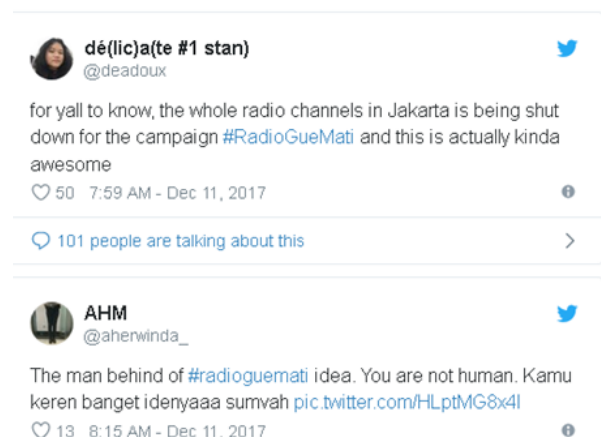 dé(lic)a(te #1 stan)
@deadoux
for yall to know, the whole radio channels in Jakarta is being shut
down for the campaign #RadioGueMati and this is actually kinda
awesome
50 7:59 AM - Dec 11, 2017
101 people are talking about this
AHM
@aherwinda_
The man behind of #radioguemati idea. You are not human. Kamu
keren banget idenyaaa sumvah pic.twitter.com/HLptMG8x4I
13 8:15 AM - Dec 11, 2017